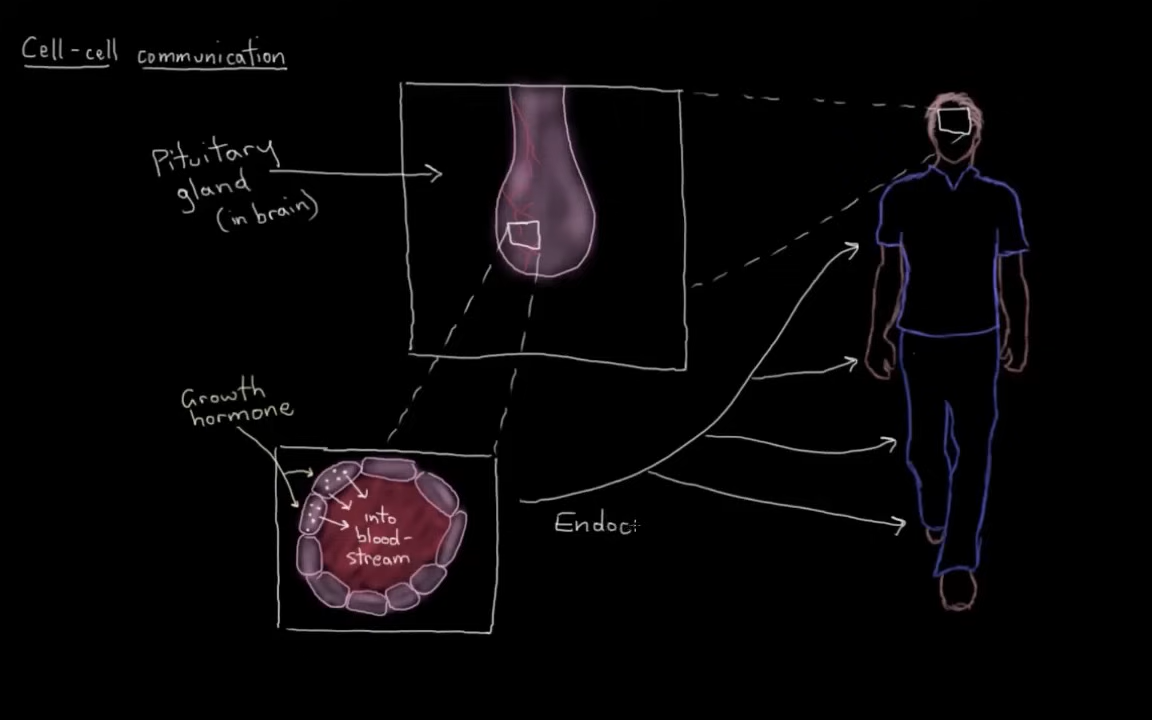 Cell-cell communication
Pituitary
gland
(in brain)
Growth
hormone
into
blood-
stream
Endoc